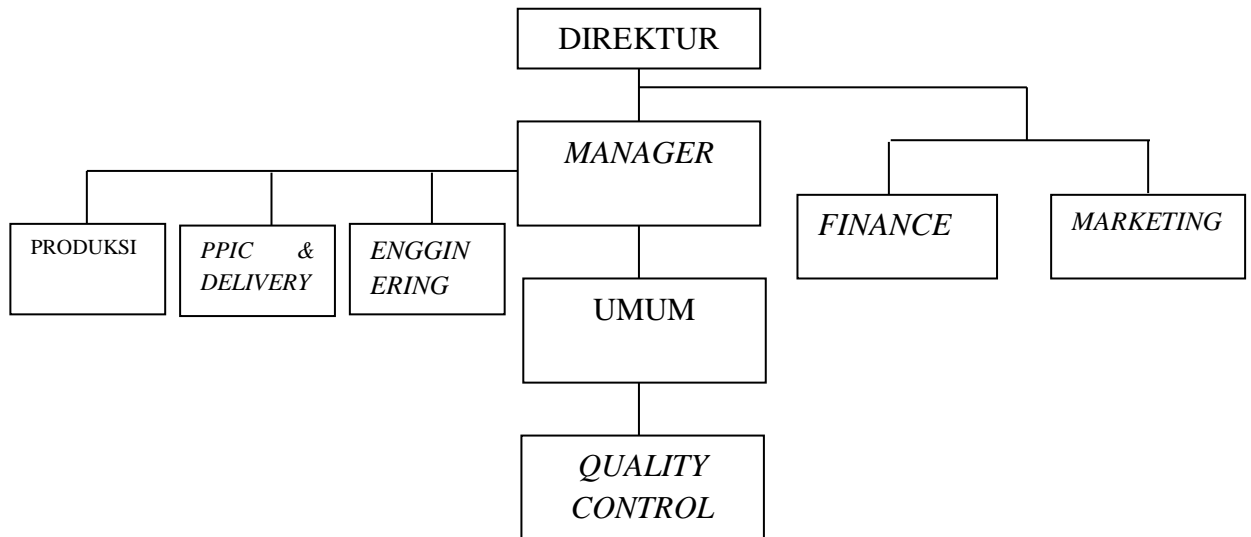 DIREKTUR
MANAGER
FINANCE
MARKETING
PRODUKSI
PPIC &
DELIVERY
ENGGIN
ERING
UMUM
QUALITY
CONTROL